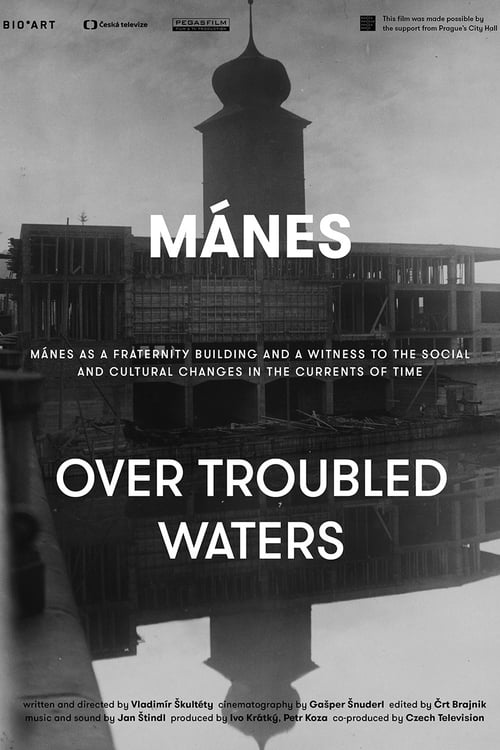 BIO*ART
Česká televize
PEGASFILM
FILM & TV PRODUCTION
This film was made possible by
the support from Prague's City Hall
MÁNES
MÁNES AS A FRATERNITY BUILDING AND A WITNESS TO THE SOCIAL
AND CULTURAL CHANGES IN THE CURRENTS OF TIME
OVER TROUBLED
WATERS
written and directed by Vladimír Škultéty cinematography by Gašper Šnuderl edited by Črt Brajnik
music and sound by Jan Štindl produced by Ivo Krátký, Petr Koza co-produced by Czech Television